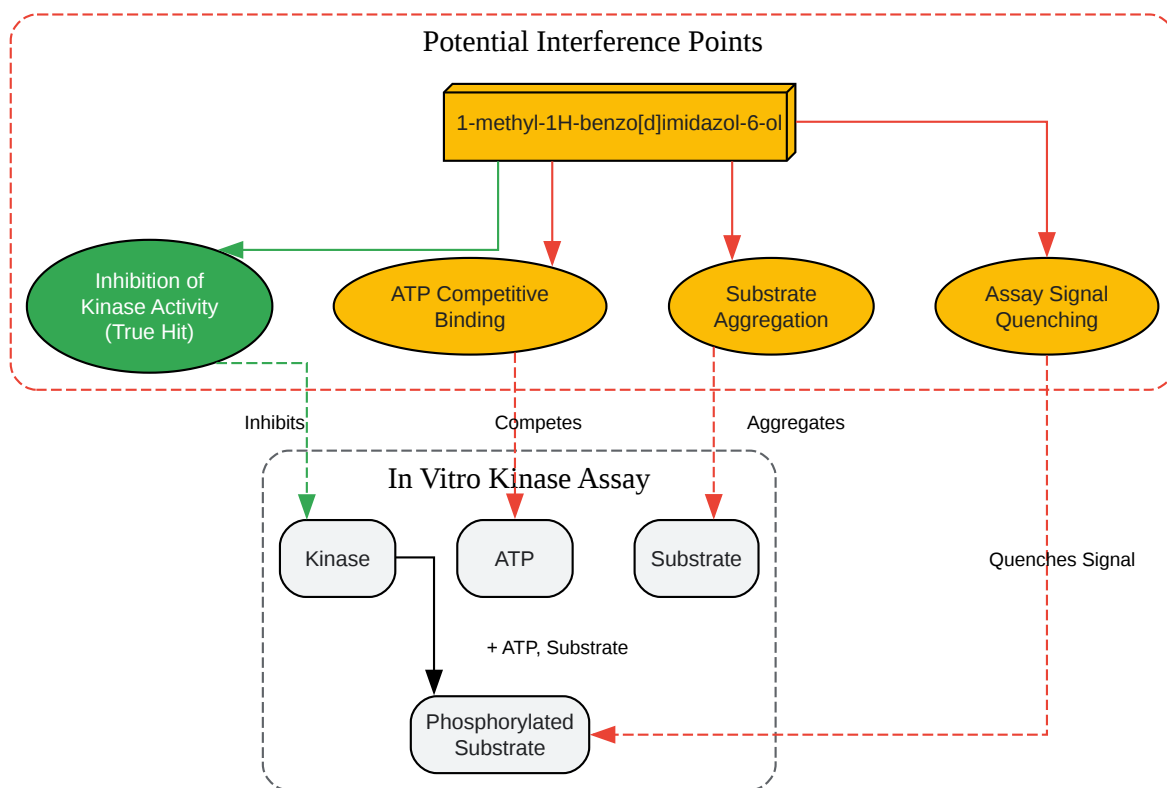 Potential Interference Points
1-methyl-1H-benzo[d]imidazol-6-ol
Inhibition of
Kinase Activity
(True Hit)
ATP Competitive
Binding
Substrate
Aggregation
Assay Signal
Quenching
Inhibits
Competes
Aggregates
In Vitro Kinase Assay
Kinase
ATP
Substrate
Quenches Signal
+ ATP, Substrate
Phosphorylated
Substrate